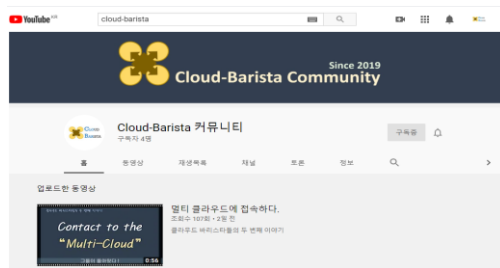 YouTube KR
cloud-barista
Since 2019
Cloud-Barista Community
Cloud-Barista 커뮤니티
구독자 4명
구독중
홈 동영상 재생목록 채널 토론 정보
업로드한 동영상
Contact to the
"Multi-Cloud"
0:56
멀티 클라우드에 접속하다.
조회수 107회 • 2일 전
클라우드 바리스타들의 두 번째 이야기